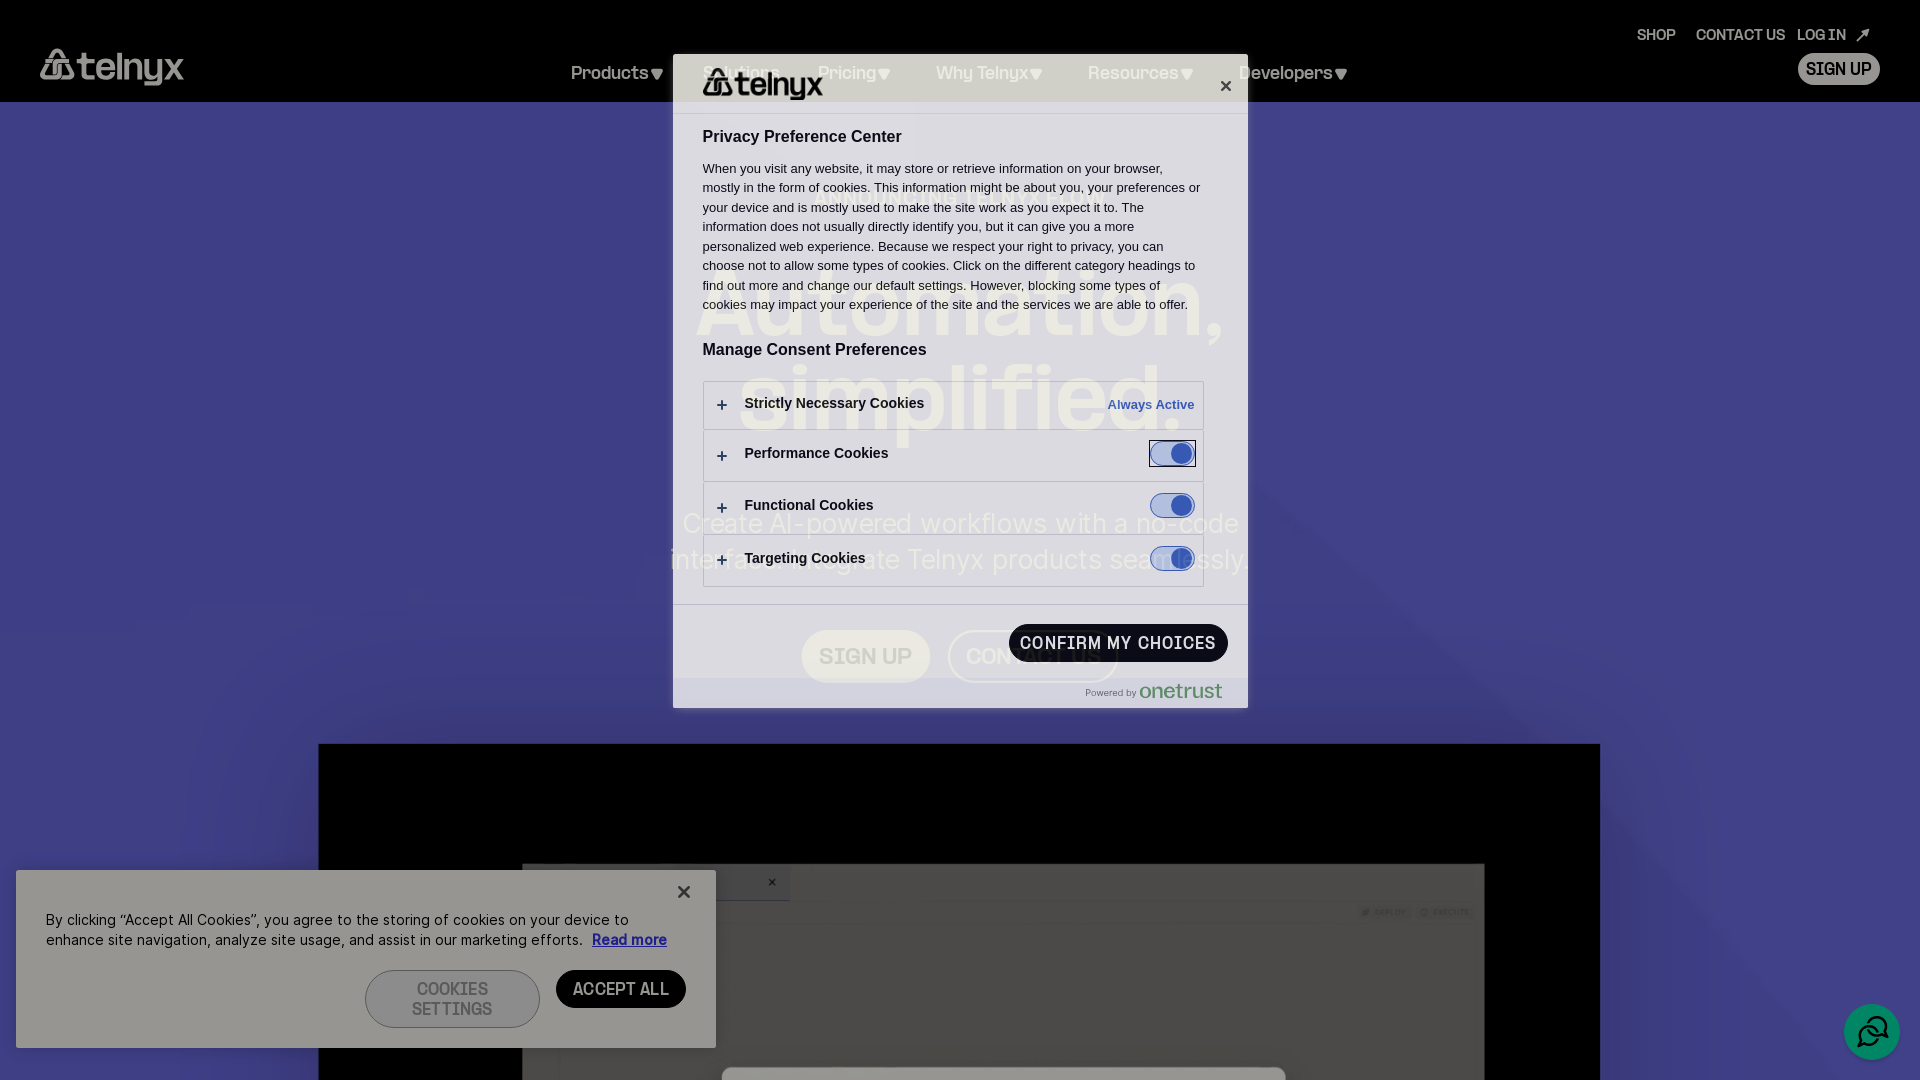 SHOP CONTACT US LOG IN
telnyx
Products Solutions Pricing Why Telnyx Resources Developers
SIGN UP
telnyx
Privacy Preference Center
When you visit any website, it may store or retrieve information on your browser,
mostly in the form of cookies. This information might be about you, your preferences or
your device and is mostly used to make the site work as you expect it to. The
information does not usually directly identify you, but it can give you a more
personalized web experience. Because we respect your right to privacy, you can
choose not to allow some types of cookies. Click on the different category headings to
find out more and change our default settings. However, blocking some types of
cookies may impact your experience of the site and the services we are able to offer.
ANNOUNCING TELNYX FLOW
Automation,
simplified.
Manage Consent Preferences
Strictly Necessary Cookies Always Active
Performance Cookies
Functional Cookies
Targeting Cookies
Create AI-powered workflows with a no-code
interface. Integrate Telnyx products seamlessly.
SIGN UP CONTACT US
CONFIRM MY CHOICES
Powered by onetrust
By clicking “Accept All Cookies”, you agree to the storing of cookies on your device to
enhance site navigation, analyze site usage, and assist in our marketing efforts. Read more
COOKIES
SETTINGS
ACCEPT ALL
DEPLOY EXECUTE